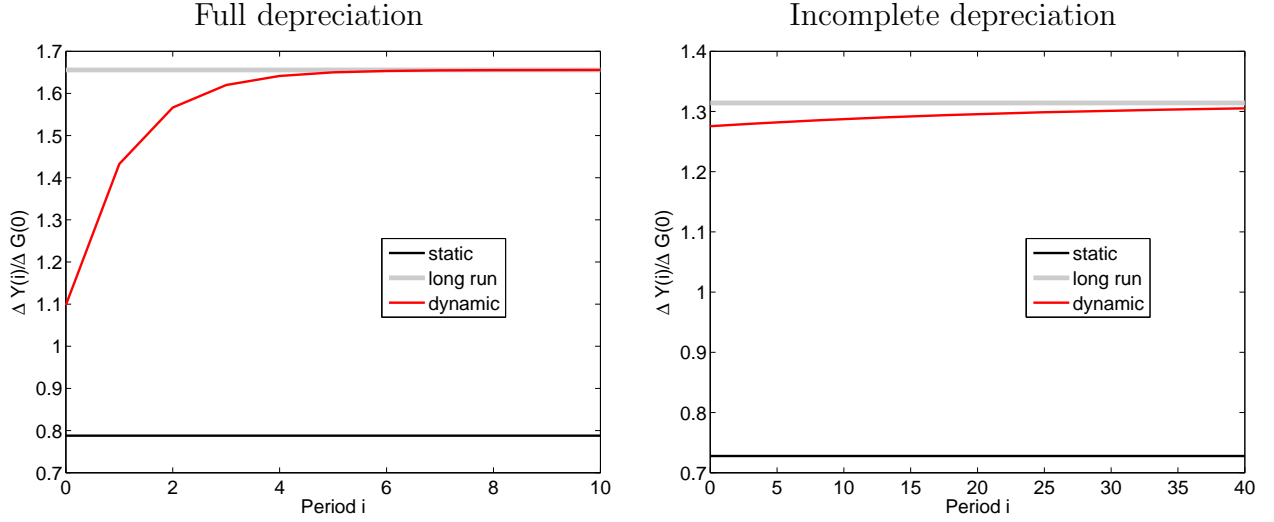 Full depreciation
1.7
1.6
1.5
1.4
1.3
1.2
1.1
1
0.9
0.8
0.7
Δ Y(i)/Δ G(0)
static
long run
dynamic
0 2 4 6 8 10
Period i
Incomplete depreciation
1.4
1.3
1.2
1.1
1
0.9
0.8
0.7
Δ Y(i)/Δ G(0)
static
long run
dynamic
0 5 10 15 20 25 30 35 40
Period i